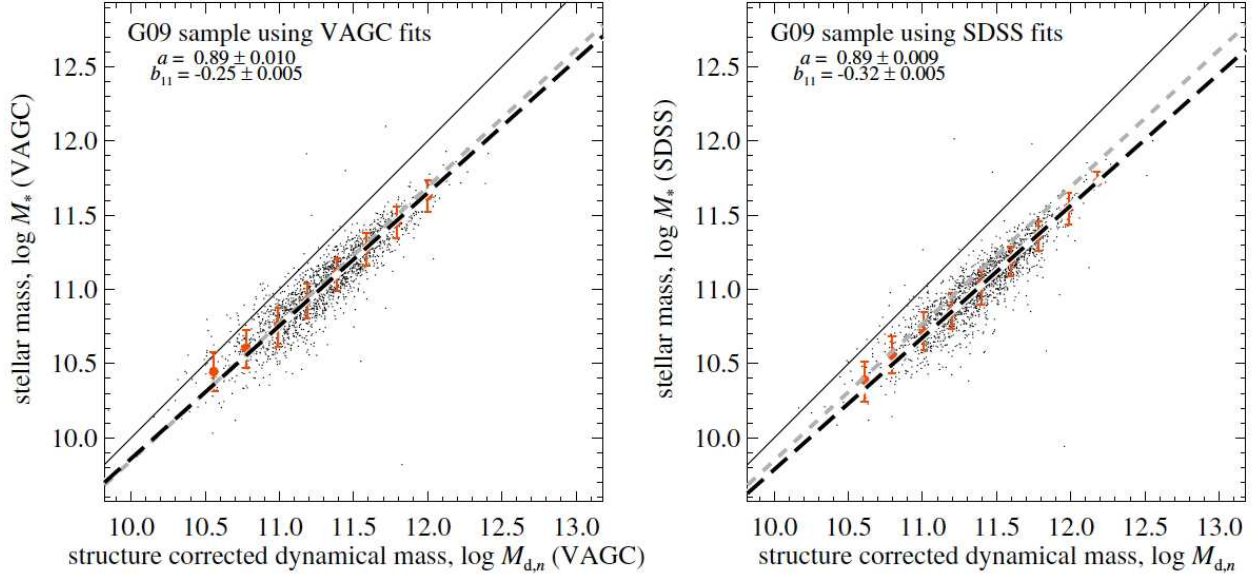 G09 sample using VAGC fits
a = 0.89 ± 0.010
b₁₁ = -0.25 ± 0.005
stellar mass, log M* (VAGC)
12.5
12.0
11.5
11.0
10.5
10.0
10.0 10.5 11.0 11.5 12.0 12.5 13.0
structure corrected dynamical mass, log M_{d,n} (VAGC)
G09 sample using SDSS fits
a = 0.89 ± 0.009
b₁₁ = -0.32 ± 0.005
stellar mass, log M* (SDSS)
12.5
12.0
11.5
11.0
10.5
10.0
10.0 10.5 11.0 11.5 12.0 12.5 13.0
structure corrected dynamical mass, log M_{d,n}